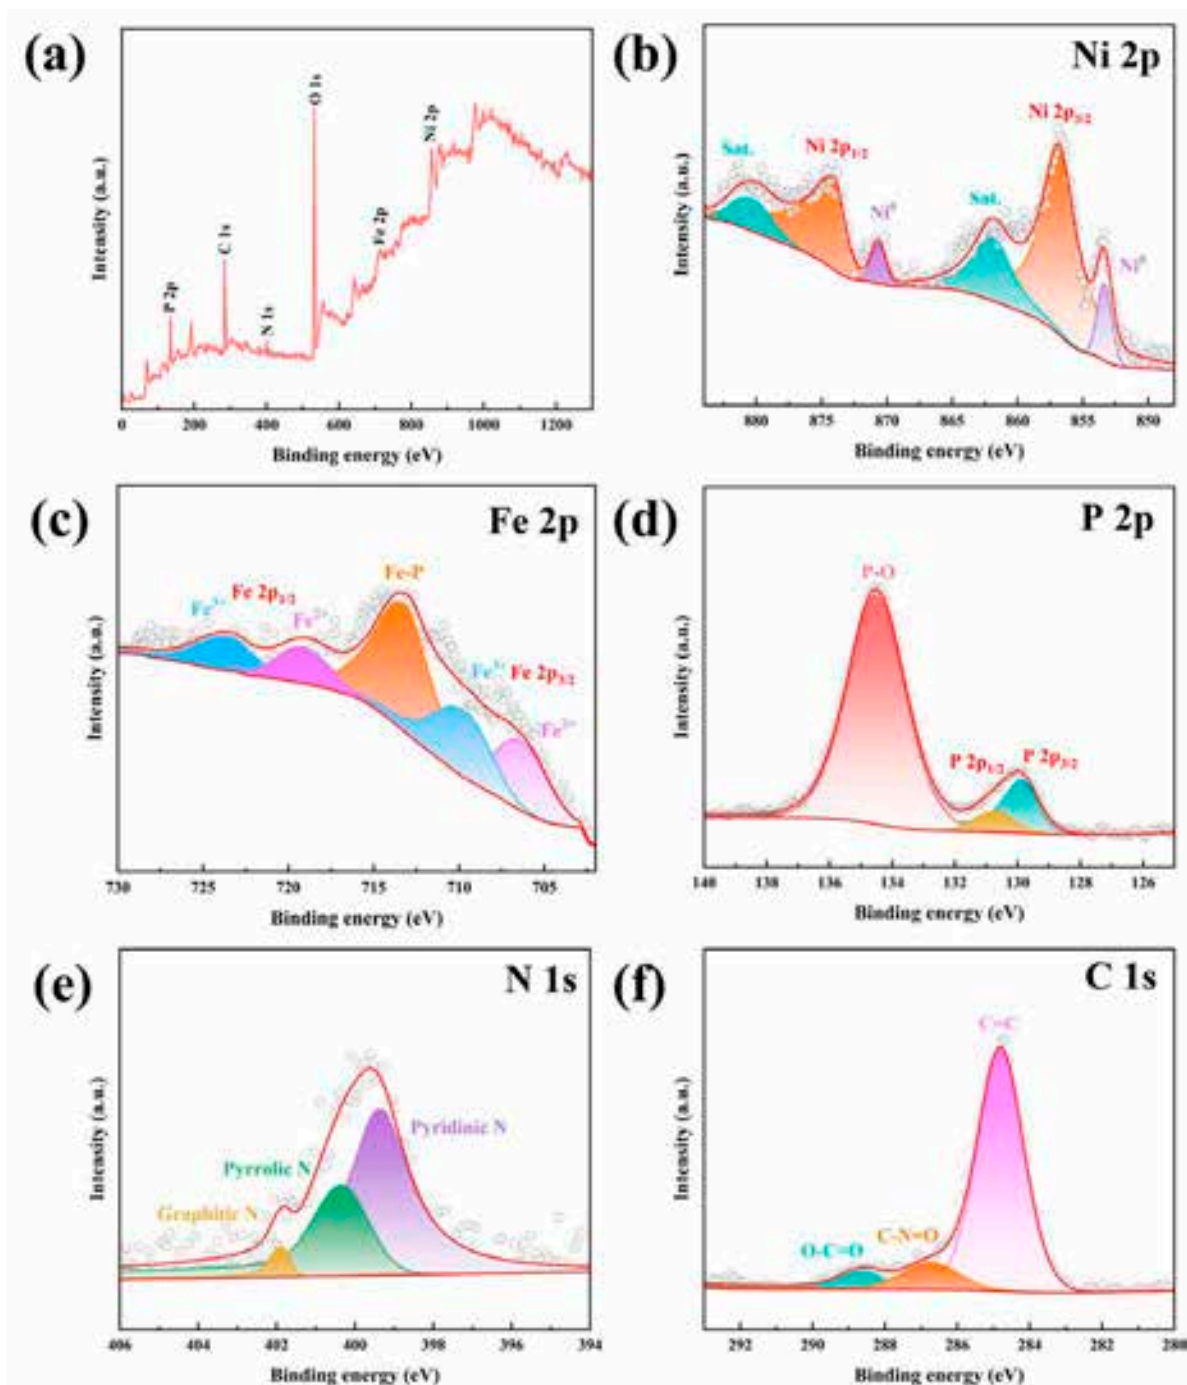 (a)
P 2p
C 1s
N 1s
O 1s
Fe 2p
Ni 2p
Intensity (a.u.)
0 200 400 600 800 1000 1200
Binding energy (eV)
(b)
Ni 2p
Sat.
Ni 2p1/2
Ni⁰
Sat.
Ni 2p3/2
Ni⁰
Intensity (a.u.)
880 875 870 865 860 855 850
Binding energy (eV)
(c)
Fe 2p
Fe³⁺ Fe 2p1/2
Fe²⁺
Fe-P
Fe³⁺ Fe 2p3/2
Fe²⁺
Intensity (a.u.)
730 725 720 715 710 705
Binding energy (eV)
(d)
P 2p
P-O
P 2p1/2
P 2p3/2
Intensity (a.u.)
140 138 136 134 132 130 128 126
Binding energy (eV)
(e)
N 1s
Pyridinic N
Pyrrolic N
Graphitic N
Intensity (a.u.)
406 404 402 400 398 396 394
Binding energy (eV)
(f)
C 1s
C=C
C-N=O
O-C=O
Intensity (a.u.)
292 290 288 286 284 282 280
Binding energy (eV)